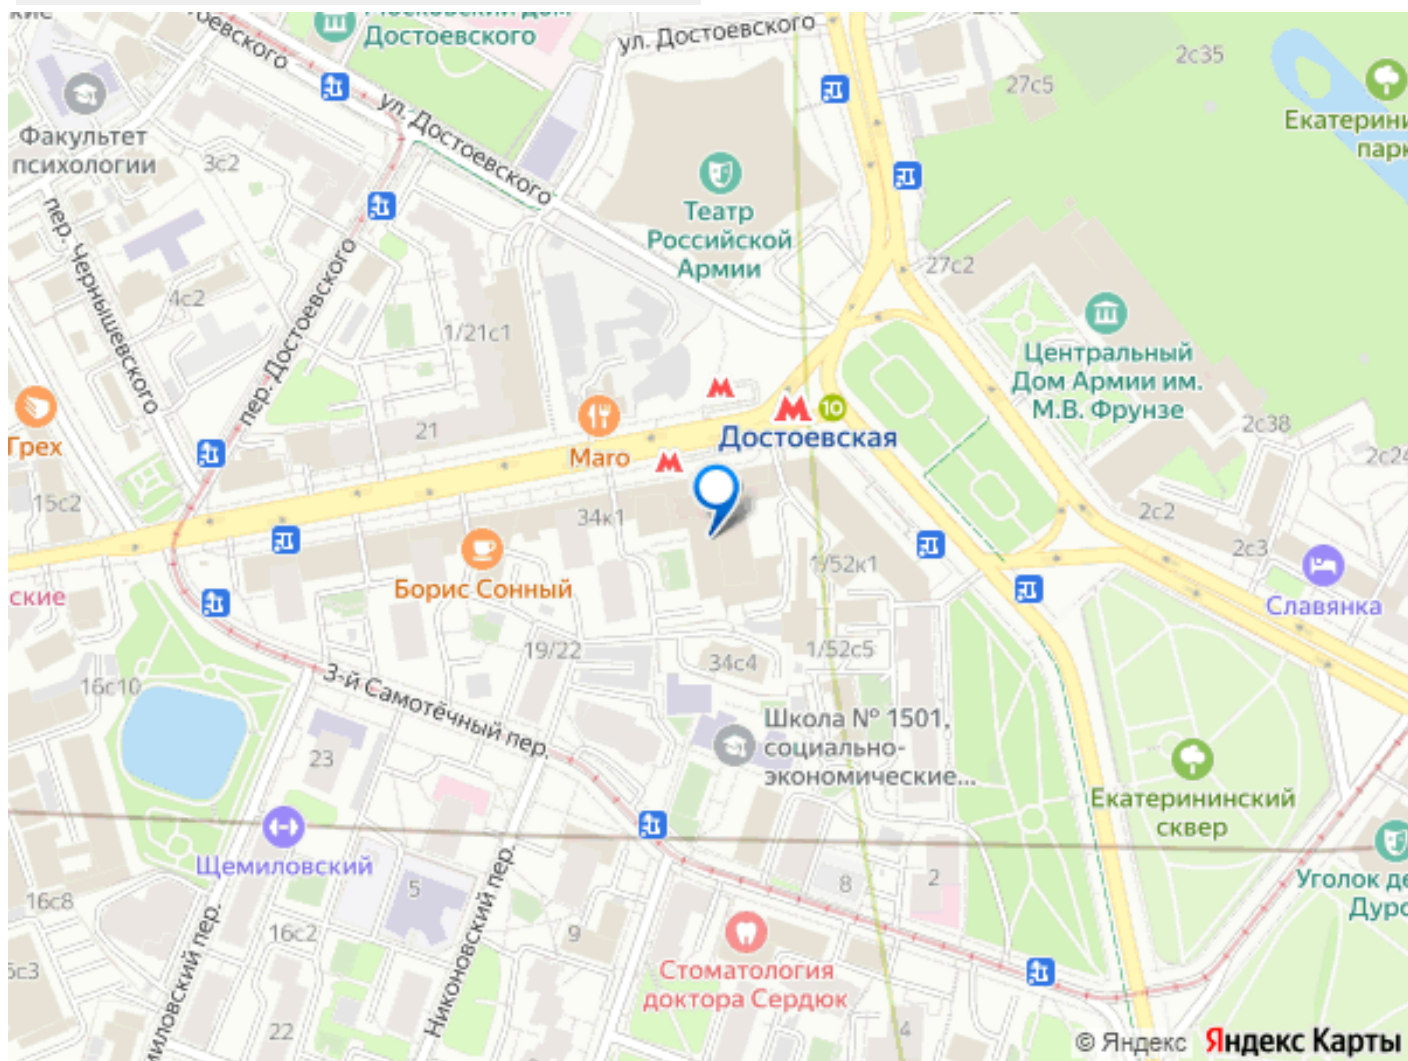 Достоевского
ул. Достоевского
2с35
27с5
Факультет
психологии
3с2
ул. Достоевского
Театр
Российской
Армии
27с2
пер. Чернышевского
4с2
пер. Достоевского
1/21с1
Центральный
Дом Армии им.
М.В. Фрунзе
Грех
21
Маго
10
Достоевская
2с38
15с2
34к1
2с2
2с3
Борис Сонный
1/52к1
Славянка
ские
19/22
34с4
1/52с5
16с10
3-й Самотёчный пер.
Школа № 1501,
социально-
экономические...
23
Екатерининский
сквер
Щемиловский
5
8
2
Уголок де
16с8
16с2
Никоновский пер.
9
Стоматология
доктора Сердюк
22
4
© Яндекс Яндекс Карты